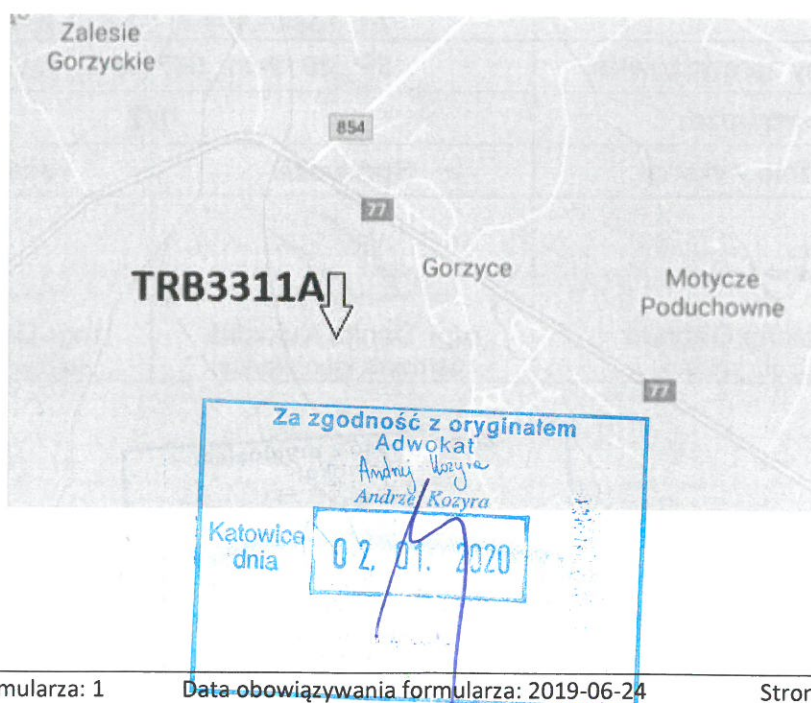 Zalesie
Gorzyckie
854
77
Gorzyce
TRB3311A
Motycze
Poduchowne
77
Za zgodność z oryginałem
Adwokat
Andrzej Kozyra
Andrzej Kozyra
Katowice
dnia
02. 01. 2020
mularza: 1 Data obowiązywania formularza: 2019-06-24 Stron